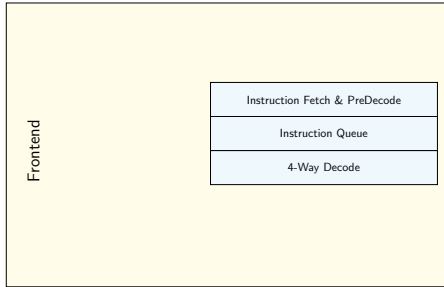 Frontend
Instruction Fetch & PreDecode
Instruction Queue
4-Way Decode